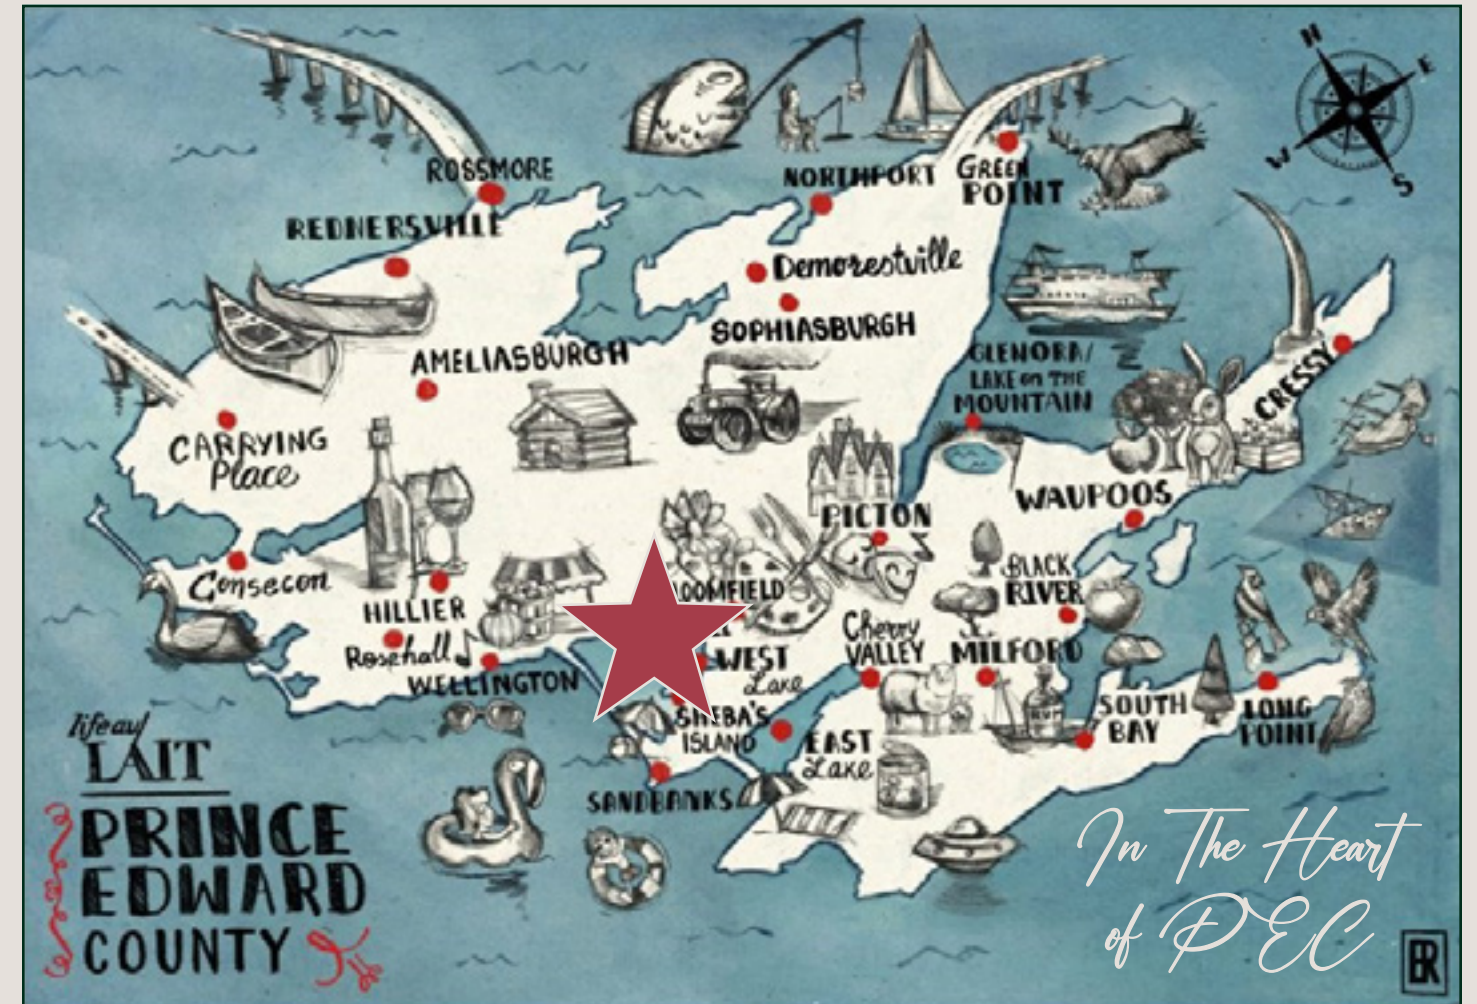 N
E
W
S
ROSSMORE
REDNERSVILLE
NORTHPORT
GREEN
POINT
Demorestville
SOPHIASBURGH
AMELIASBURGH
GLENORA/
LAKE on THE
MOUNTAIN
CRESSY
CARRYING
Place
WAUPOOS
PICTON
Consecon
BLACK
RIVER
LOOMFIELD
HILLIER
Rosehall
WELLINGTON
WEST
Lake
Cherry
VALLEY
MILFORD
SHEBA'S
ISLAND
EAST
Lake
SOUTH
BAY
LONG
POINT
SANDBANKS
life au
LAIT
PRINCE
EDWARD
COUNTY
In The Heart
of PEC
ER